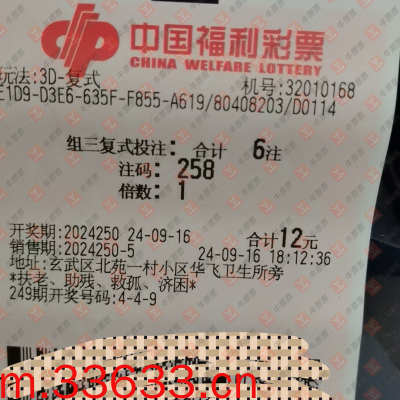 中国福利彩票
CHINA WELFARE LOTTERY
玩法:3D-复式 机号:32010168
E1D9-D3E6-635F-F855-A619/80408203/D0114
组三复式投注: 合计 6注
注码: 258
倍数: 1
开奖期:2024250 24-09-16 合计12元
销售期:2024250-5 24-09-16 18:12:36
地址:玄武区北苑一村小区华飞卫生所旁
*扶老、助残、救孤、济困*
249期开奖号码:4-4-9
m.33633.com.cn